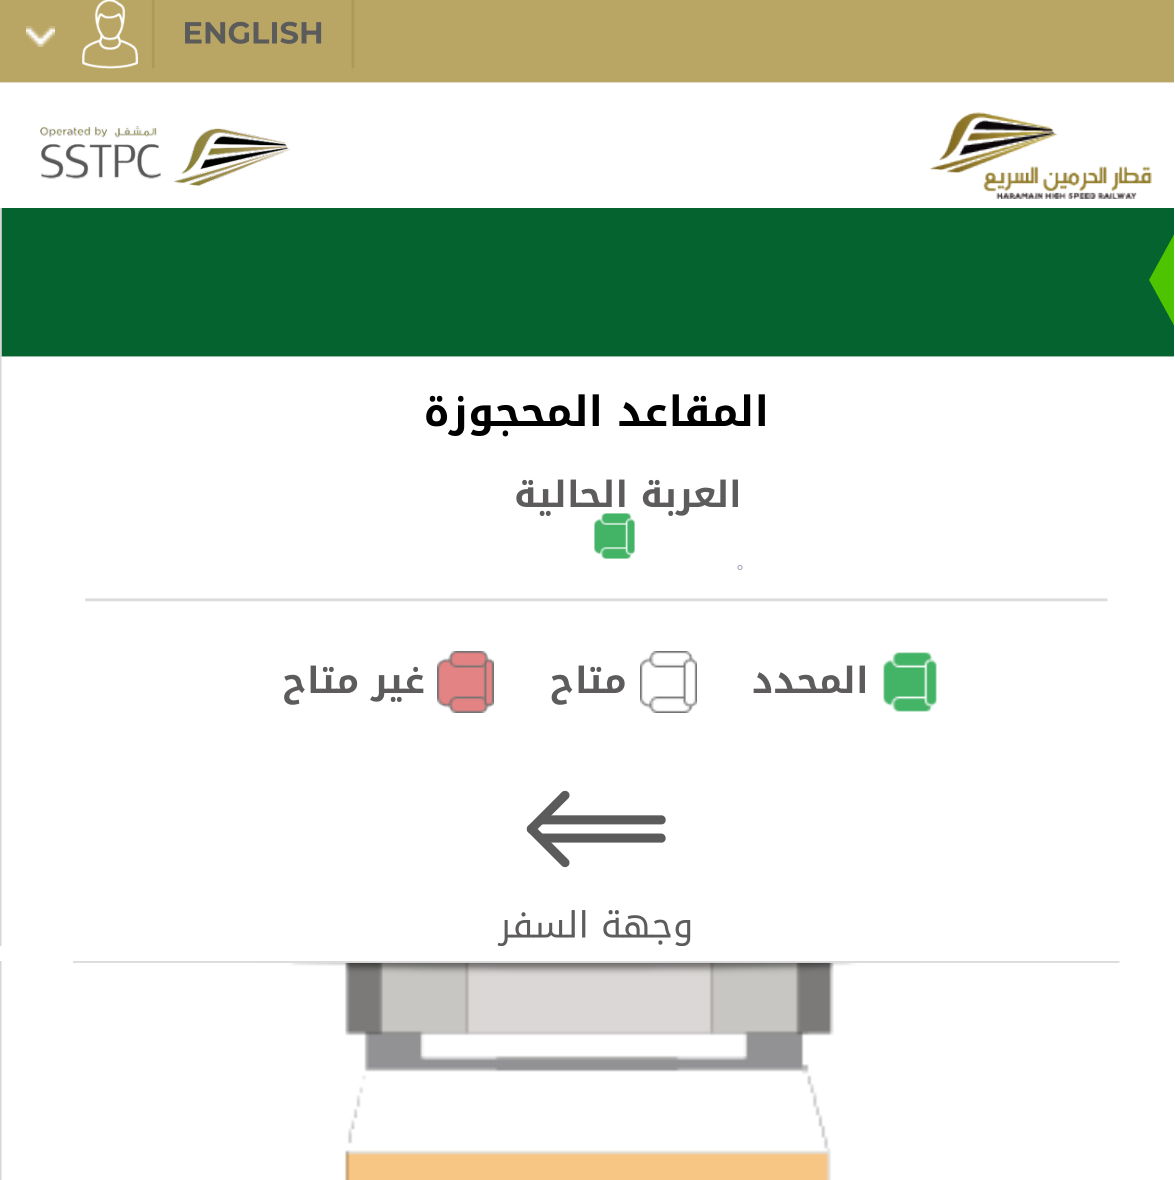 ENGLISH
Operated by المشغل
SSTPC
قطار الحرمين السريع
HARAMAIN HIGH SPEED RAILWAY
المقاعد المحجوزة
العربة الحالية
المحدد
متاح
غير متاح
وجهة السفر